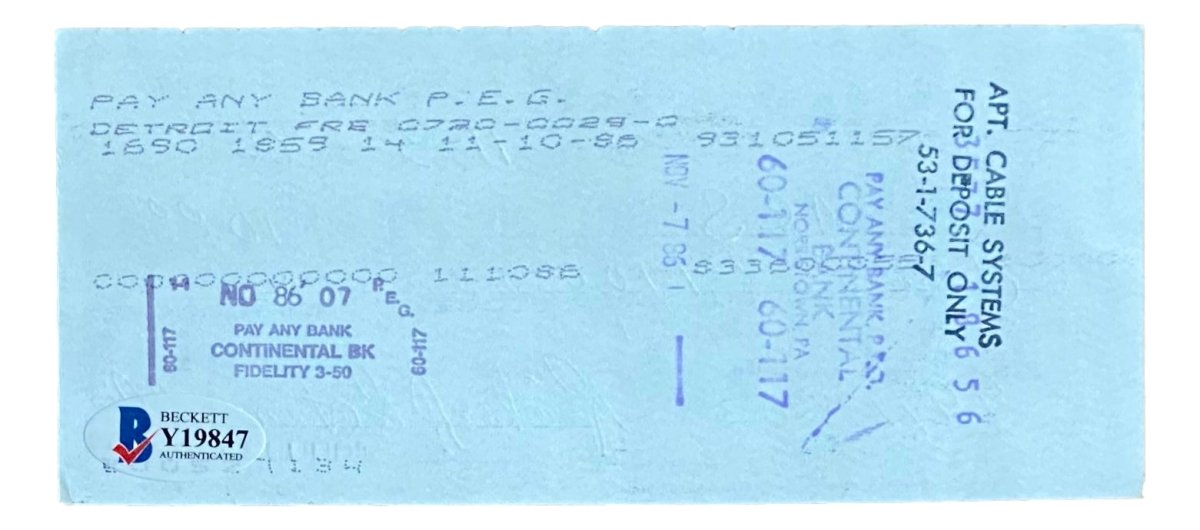 PAY ANY BANK P.E.G.
DETROIT FRB 0720-0029-0
1690 1959 14 11-10-86 931051157
000000000000 111086
NO 86' 07 P.E.G.
PAY ANY BANK
CONTINENTAL BK
FIDELITY 3-50
60-117
60-117
BECKETT
Y19847
AUTHENTICATED
NOV -7 86
60-117 60-117
PAY ANY BANK, P.E.G.
CONTINENTAL
BANK
NORRISTOWN, PA
53-1-736-7
FOR DEPOSIT ONLY
APT. CABLE SYSTEMS